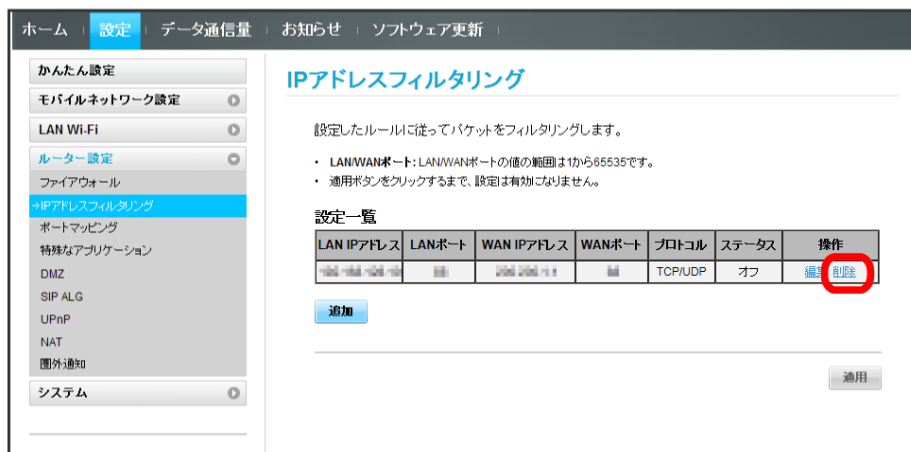 ホーム 設定 データ通信量 お知らせ ソフトウェア更新
かんたん設定
モバイルネットワーク設定
LAN Wi-Fi
ルーター設定
ファイアウォール
→IPアドレスフィルタリング
ポートマッピング
特殊なアプリケーション
DMZ
SIP ALG
UPnP
NAT
圏外通知
システム
IPアドレスフィルタリング
設定したルールに従ってパケットをフィルタリングします。
・ LAN/WANポート: LAN/WANポートの値の範囲は1から65535です。
・ 適用ボタンをクリックするまで、設定は有効になりません。
設定一覧
LAN IPアドレス LANポート WAN IPアドレス WANポート プロトコル ステータス 操作
TCP/UDP オフ 編集 削除
追加
適用